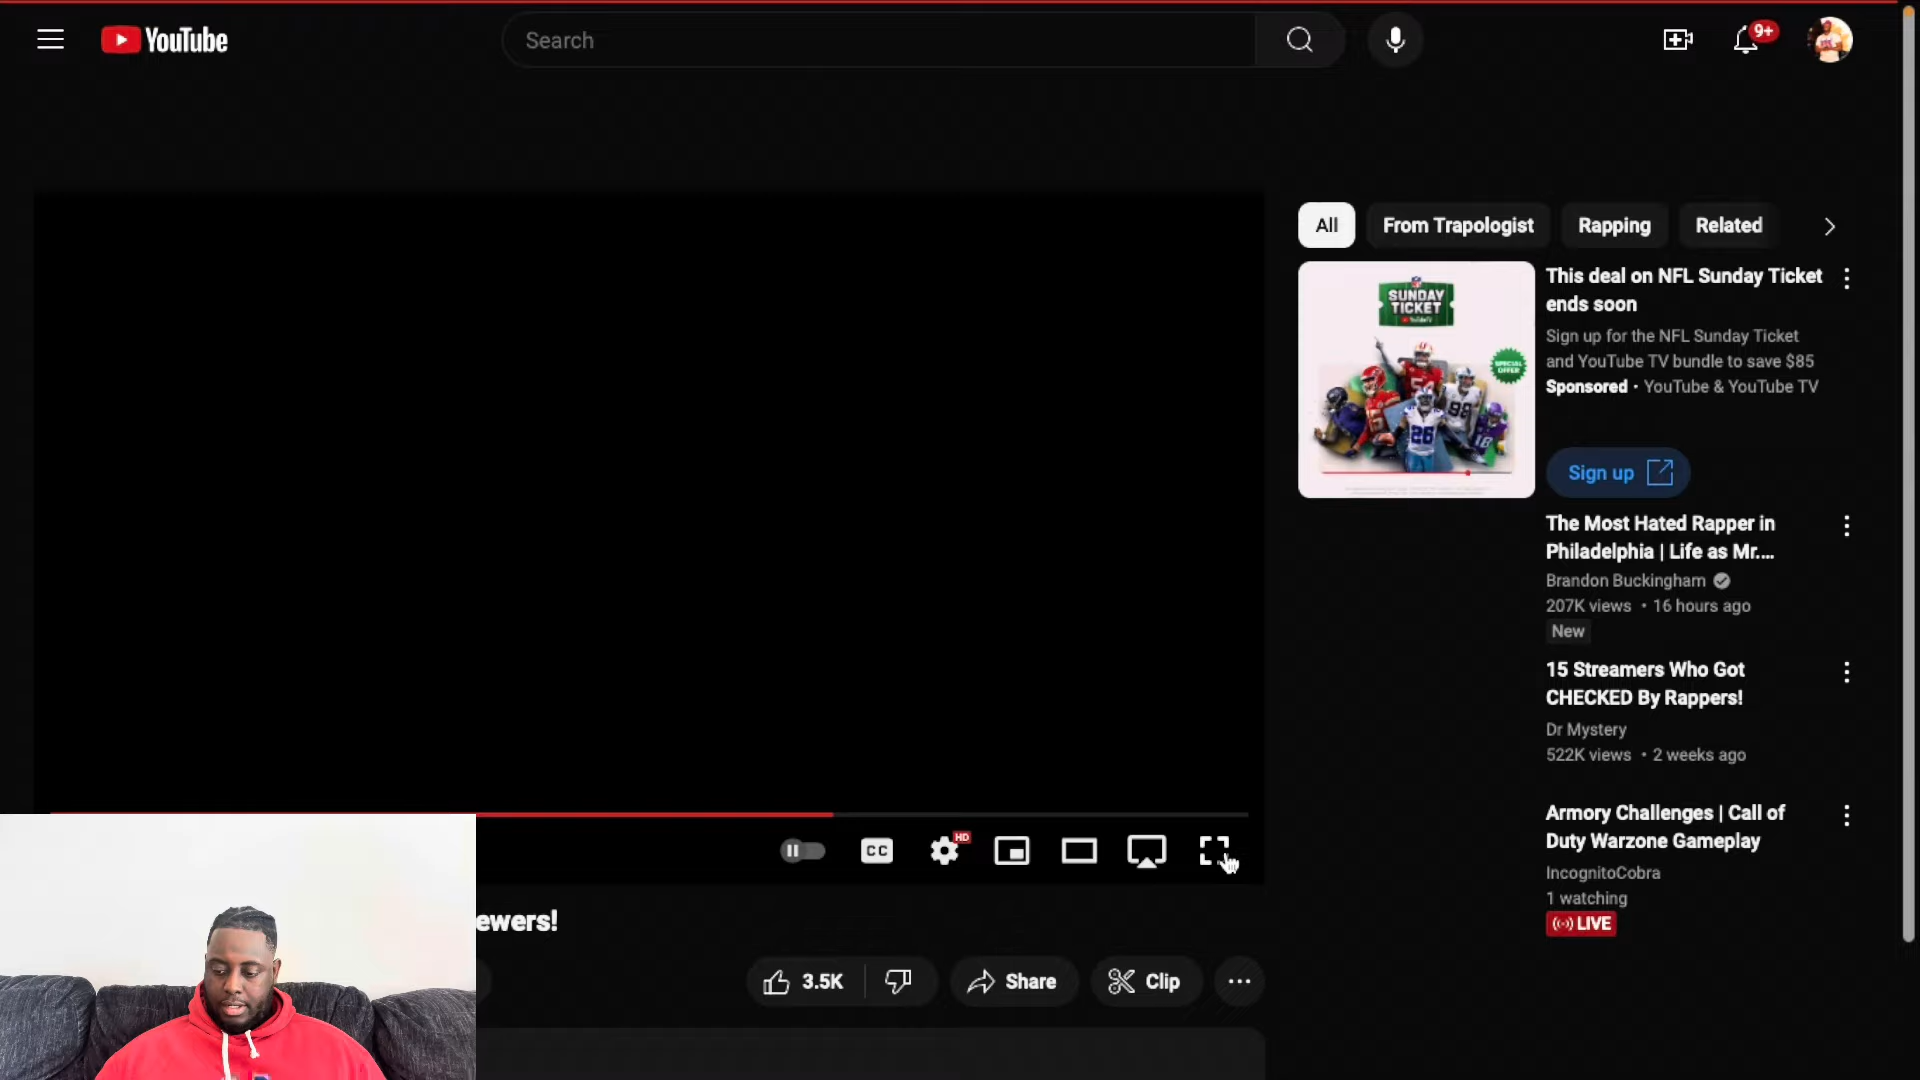 YouTube
Search
9+
All
From Trapologist
Rapping
Related
SUNDAY
TICKET
SPECIAL
OFFER
This deal on NFL Sunday Ticket
ends soon
Sign up for the NFL Sunday Ticket
and YouTube TV bundle to save $85
Sponsored • YouTube & YouTube TV
Sign up
The Most Hated Rapper in
Philadelphia | Life as Mr....
Brandon Buckingham
207K views • 16 hours ago
New
15 Streamers Who Got
CHECKED By Rappers!
Dr Mystery
522K views • 2 weeks ago
Armory Challenges | Call of
Duty Warzone Gameplay
IncognitoCobra
1 watching
LIVE
CC
HD
ewers!
3.5K
Share
Clip